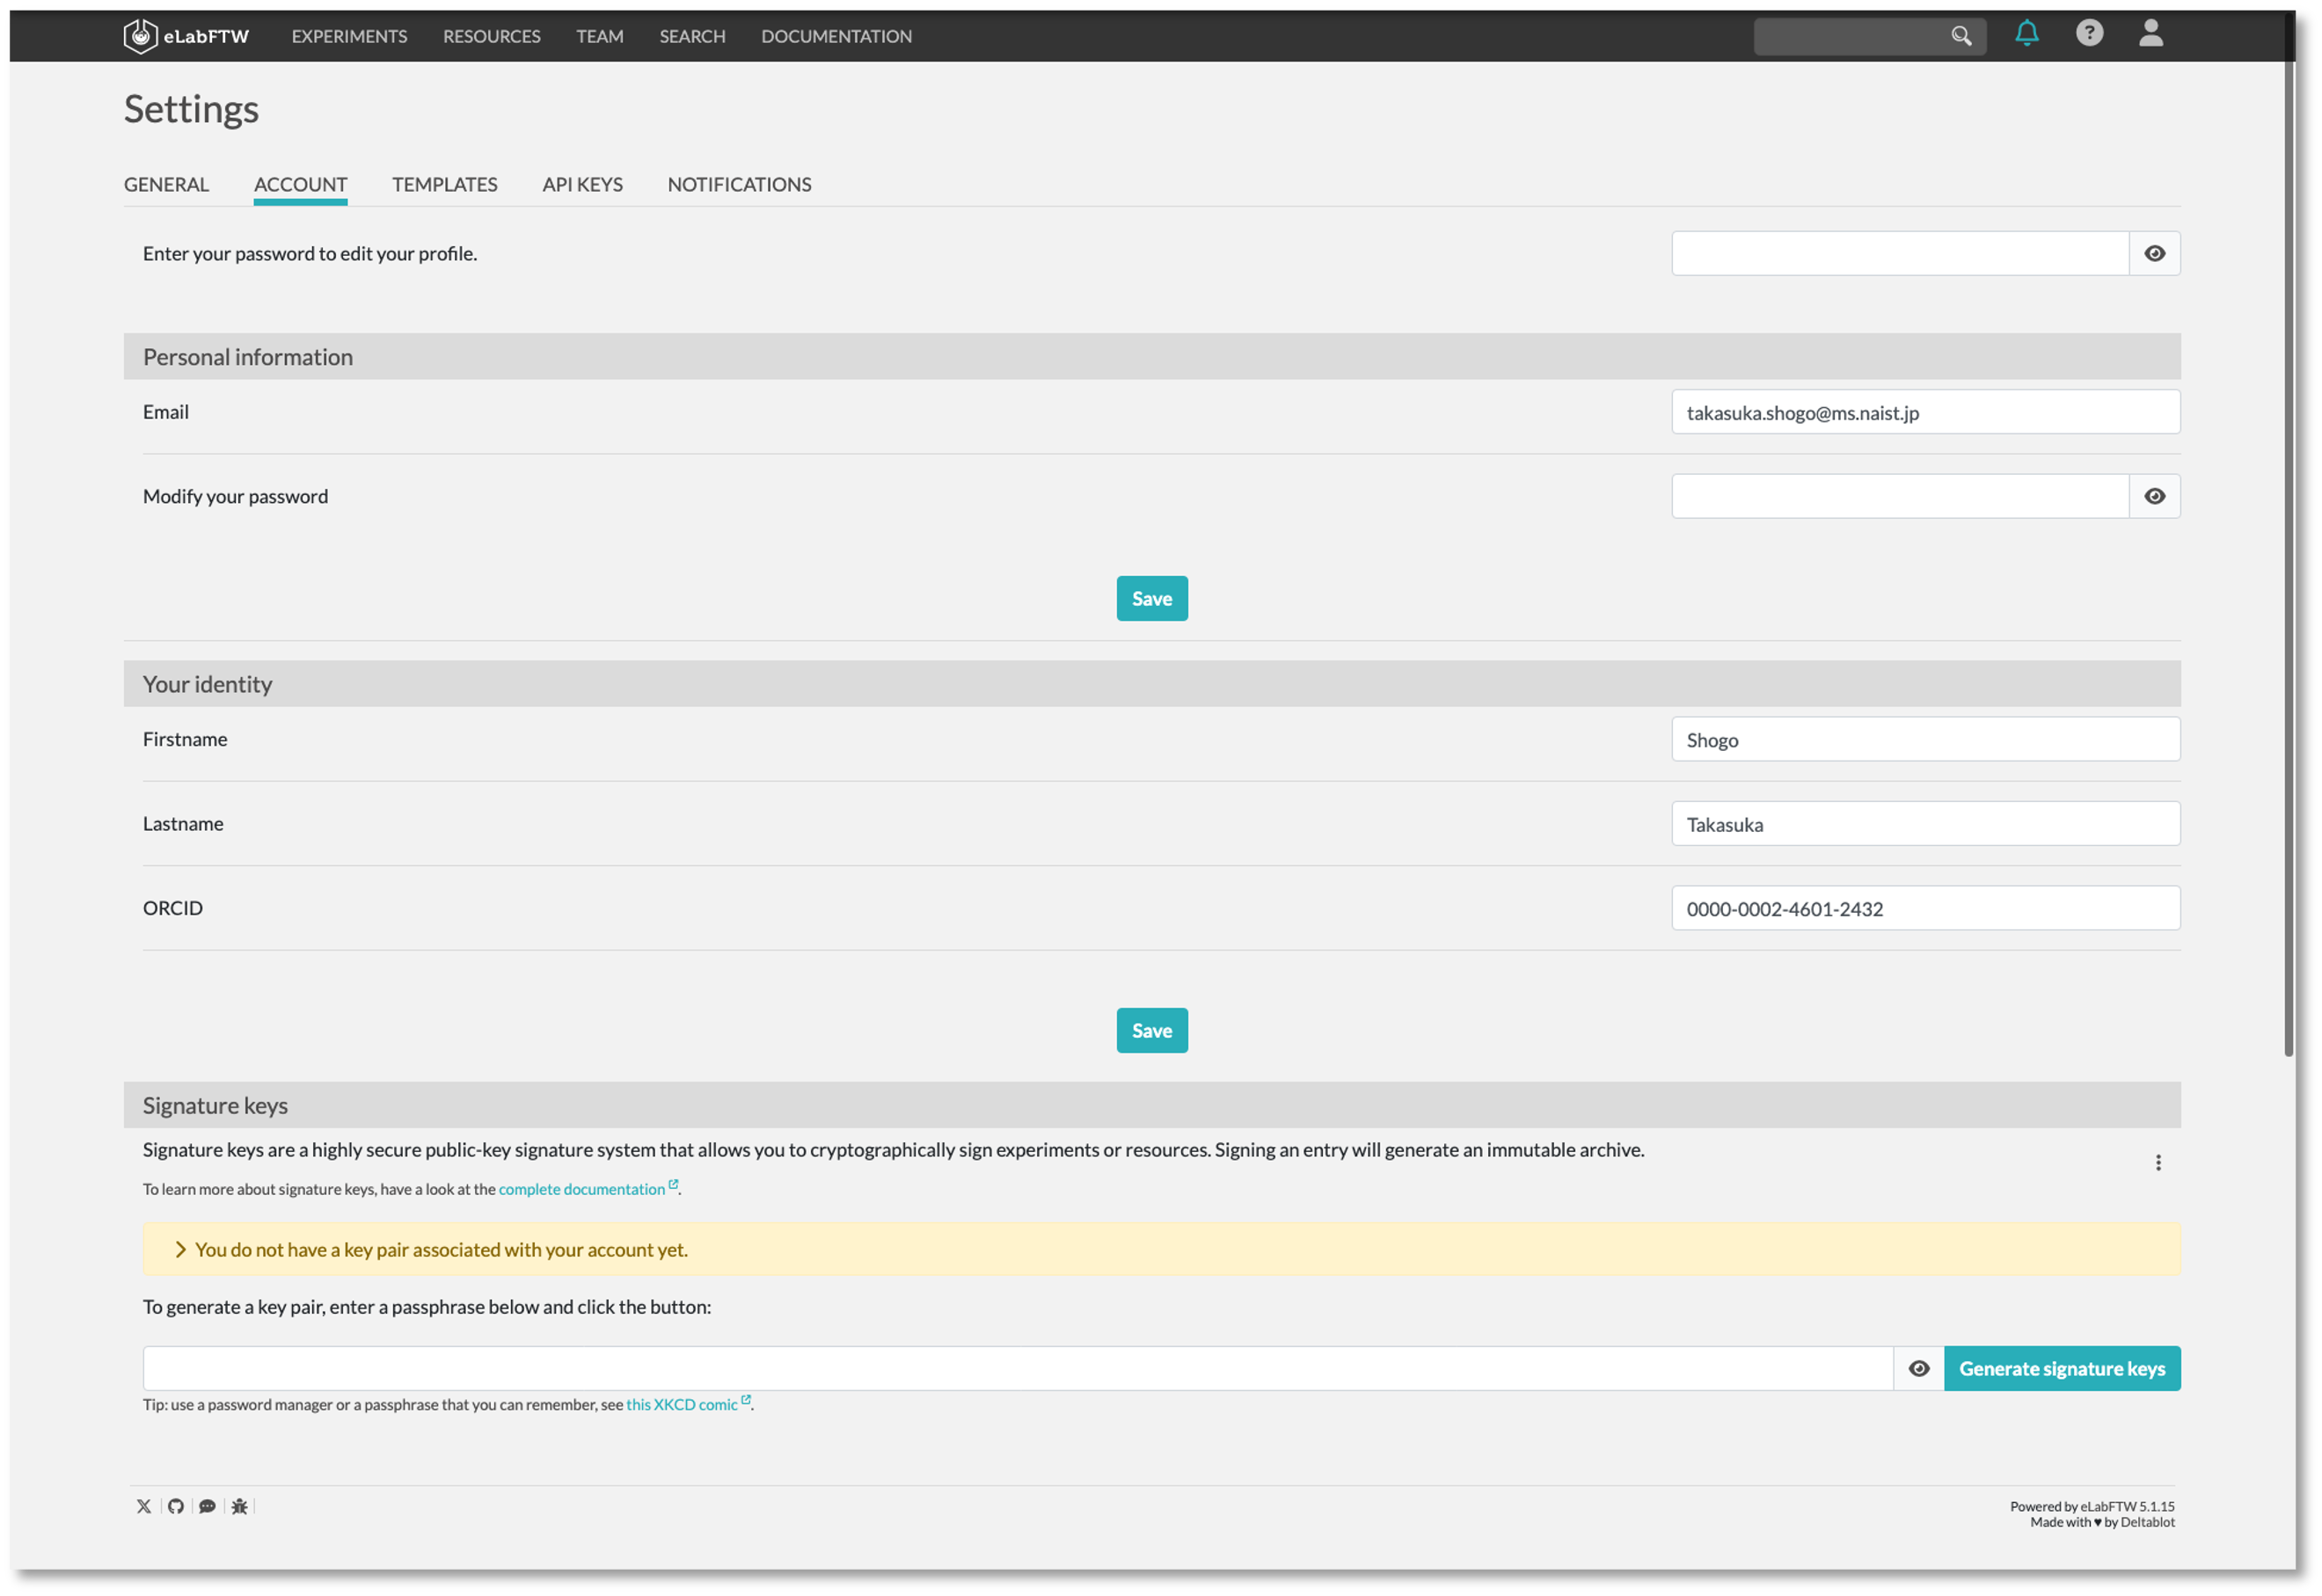 eLabFTW EXPERIMENTS RESOURCES TEAM SEARCH DOCUMENTATION ?
Settings
GENERAL ACCOUNT TEMPLATES API KEYS NOTIFICATIONS
Enter your password to edit your profile.
Personal information
Email takasuka.shogo@ms.naist.jp
Modify your password
Save
Your identity
Firstname Shogo
Lastname Takasuka
ORCID 0000-0002-4601-2432
Save
Signature keys
Signature keys are a highly secure public-key signature system that allows you to cryptographically sign experiments or resources. Signing an entry will generate an immutable archive.
To learn more about signature keys, have a look at the complete documentation.
You do not have a key pair associated with your account yet.
To generate a key pair, enter a passphrase below and click the button:
Generate signature keys
Tip: use a password manager or a passphrase that you can remember, see this XKCD comic.
Powered by eLabFTW 5.1.15
Made with ♥ by Deltablot